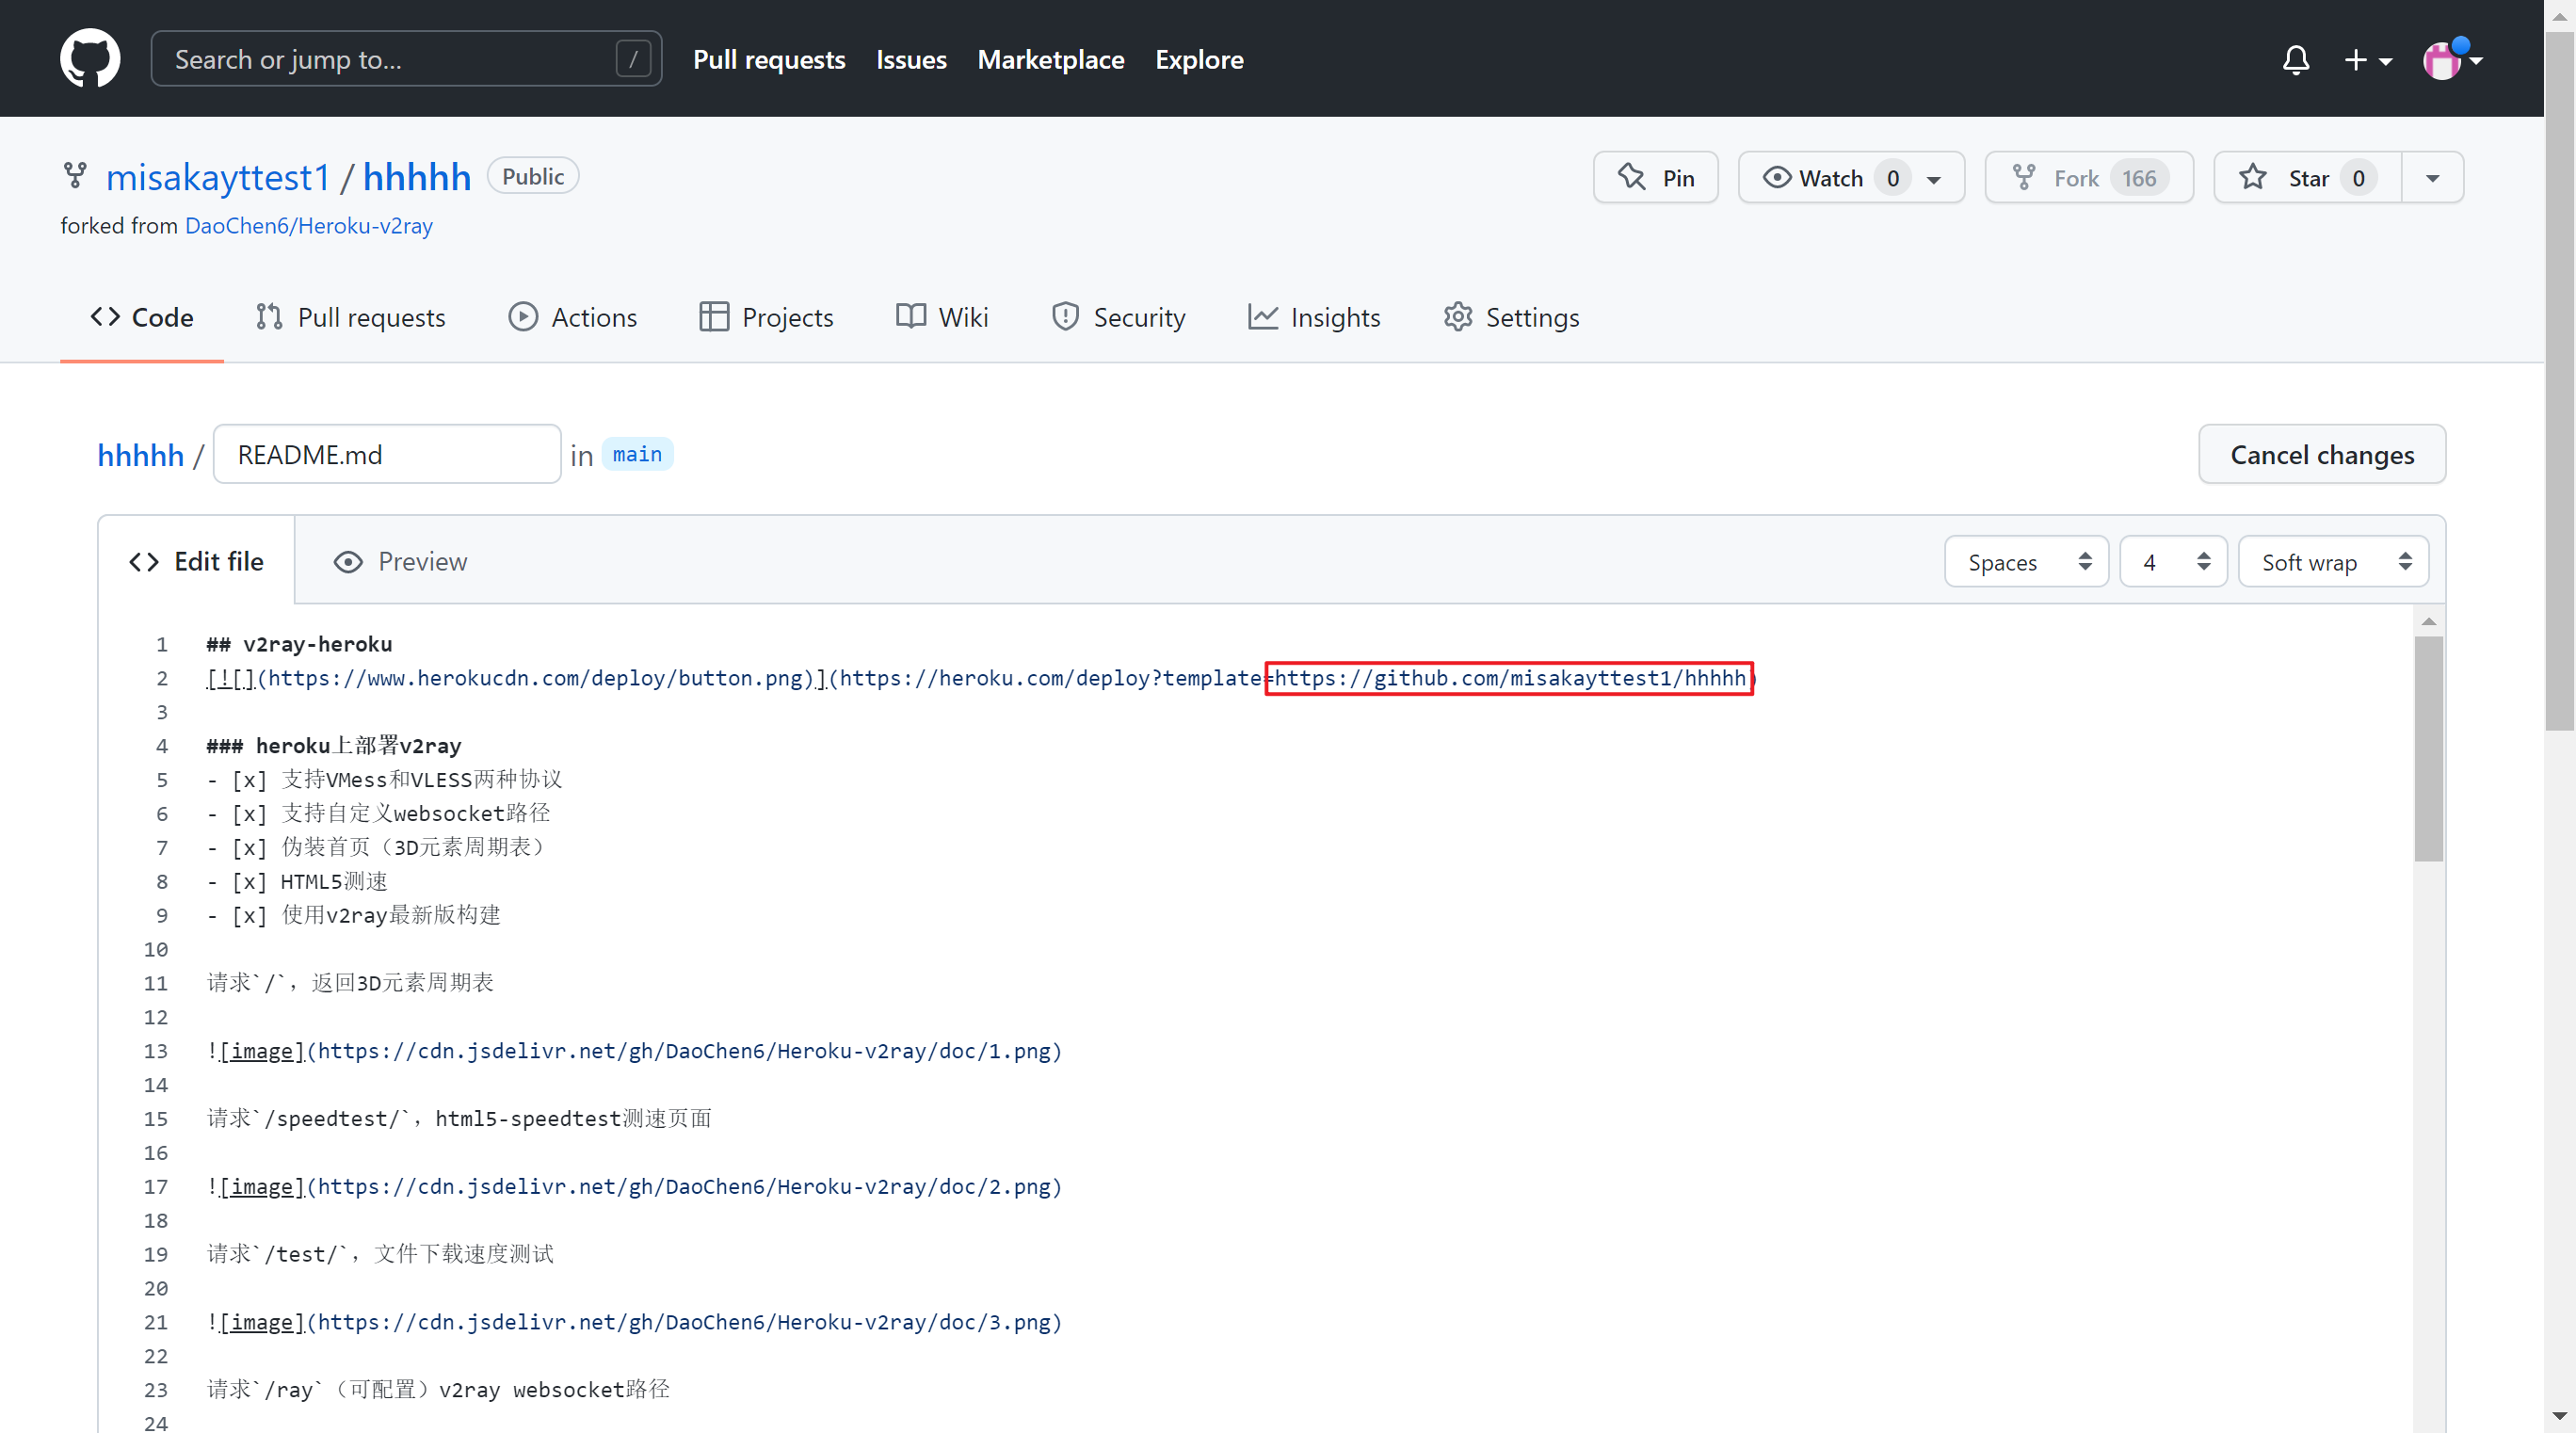 Search or jump to... /
Pull requests Issues Marketplace Explore
misakayttest1 / hhhhh Public
forked from DaoChen6/Heroku-v2ray
Pin Watch 0 Fork 166 Star 0
Code Pull requests Actions Projects Wiki Security Insights Settings
hhhhh / README.md in main
Cancel changes
Edit file Preview
Spaces 4 Soft wrap
1 ## v2ray-heroku
2 [![](https://www.herokucdn.com/deploy/button.png)](https://heroku.com/deploy?template=https://github.com/misakayttest1/hhhhh)
3
4 ### heroku上部署v2ray
5 - [x] 支持VMess和VLESS两种协议
6 - [x] 支持自定义websocket路径
7 - [x] 伪装首页（3D元素周期表）
8 - [x] HTML5测速
9 - [x] 使用v2ray最新版构建
10
11 请求`/`，返回3D元素周期表
12
13 ![image](https://cdn.jsdelivr.net/gh/DaoChen6/Heroku-v2ray/doc/1.png)
14
15 请求`/speedtest/`，html5-speedtest测速页面
16
17 ![image](https://cdn.jsdelivr.net/gh/DaoChen6/Heroku-v2ray/doc/2.png)
18
19 请求`/test/`，文件下载速度测试
20
21 ![image](https://cdn.jsdelivr.net/gh/DaoChen6/Heroku-v2ray/doc/3.png)
22
23 请求`/ray`（可配置）v2ray websocket路径
24